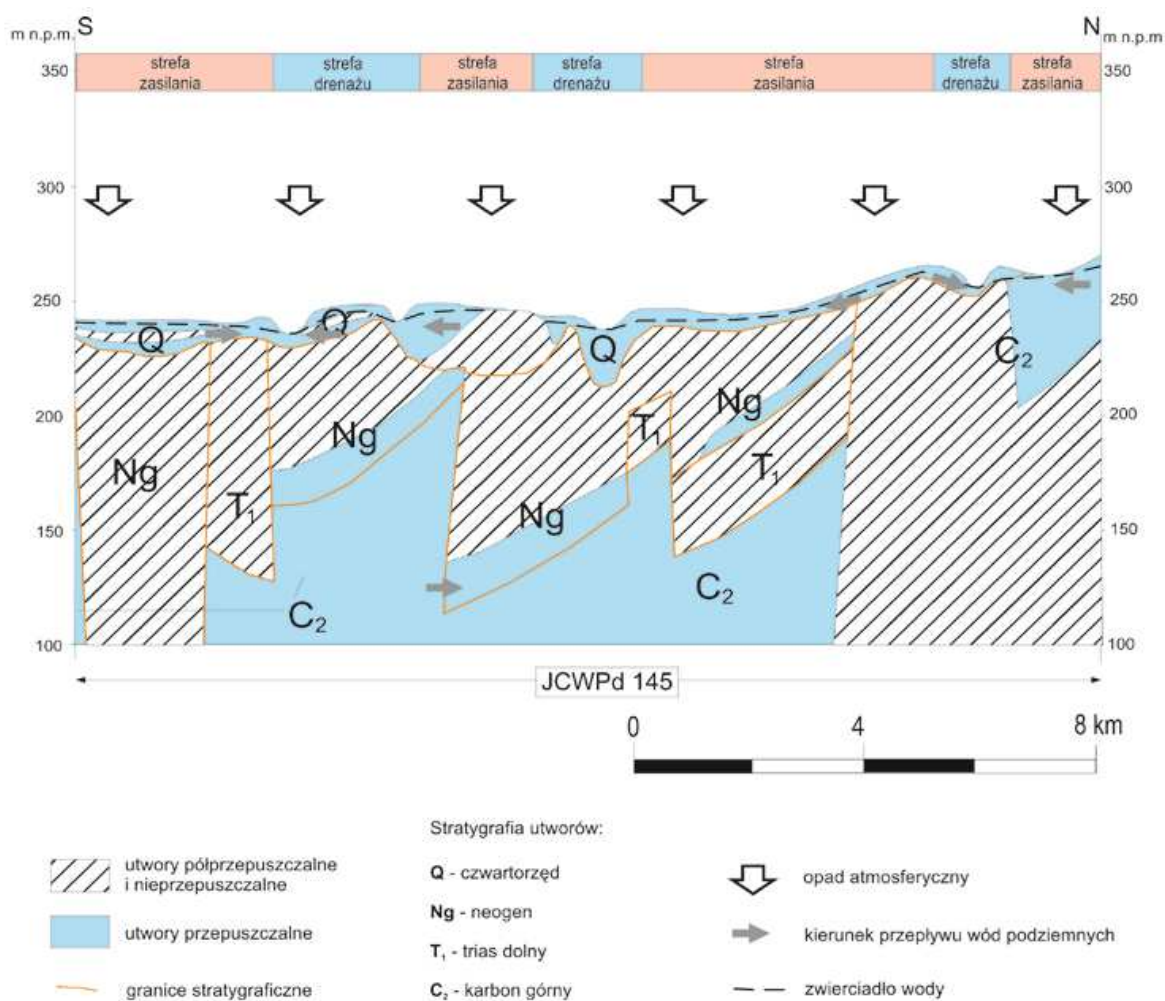 S
N
m n.p.m.
m n.p.m.
350
strefa zasilania
strefa drenażu
strefa zasilania
strefa drenażu
strefa zasilania
strefa drenażu
strefa zasilania
350
300
300
250
250
Q
Q
Q
C₂
200
200
Ng
Ng
T₁
Ng
T₁
T₁
150
Ng
150
C₂
C₂
100
100
JCWPd 145
0 4 8 km
Stratygrafia utworów:
utwory półprzepuszczalne
i nieprzepuszczalne
utwory przepuszczalne
granice stratygraficzne
Q - czwartorzęd
Ng - neogen
T₁ - trias dolny
C₂ - karbon górny
opad atmosferyczny
kierunek przepływu wód podziemnych
zwierciadło wody